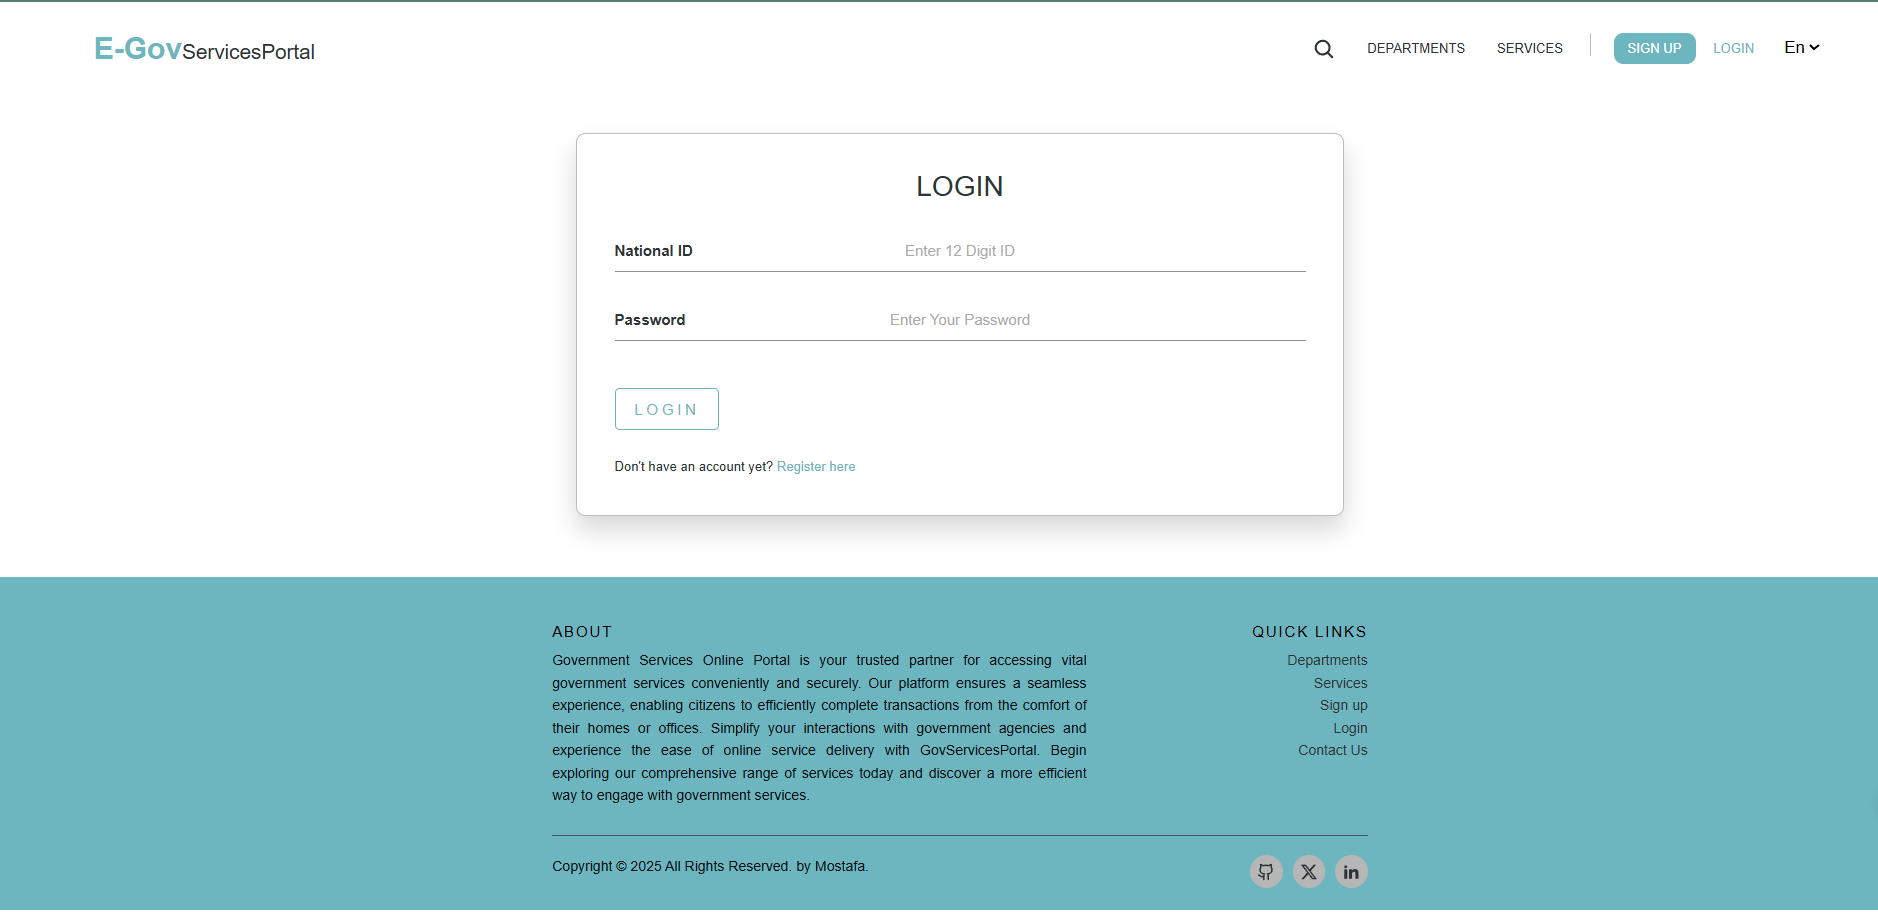 E-GovServicesPortal
DEPARTMENTS
SERVICES
SIGN UP
LOGIN
En
LOGIN
National ID
Enter 12 Digit ID
Password
Enter Your Password
LOGIN
Don't have an account yet? Register here
ABOUT
Government Services Online Portal is your trusted partner for accessing vital
government services conveniently and securely. Our platform ensures a seamless
experience, enabling citizens to efficiently complete transactions from the comfort of
their homes or offices. Simplify your interactions with government agencies and
experience the ease of online service delivery with GovServicesPortal. Begin
exploring our comprehensive range of services today and discover a more efficient
way to engage with government services.
QUICK LINKS
Departments
Services
Sign up
Login
Contact Us
Copyright © 2025 All Rights Reserved. by Mostafa.